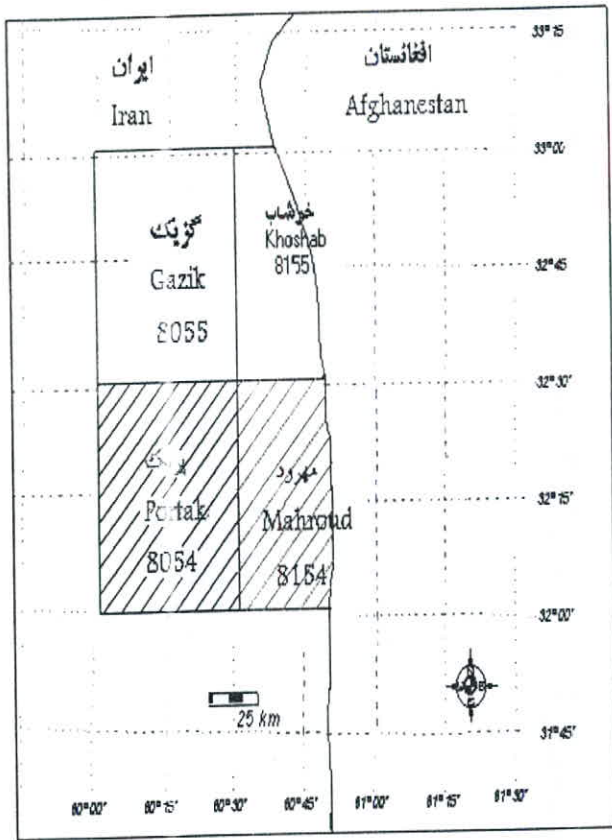 33°15'
ایران
Iran
افغانستان
Afghanestan
33°00'
گزیک
Gazik
8055
خوشاب
Khoshab
8155
32°45'
32°30'
Portak
8054
مهرود
Mahroud
8154
32°15'
32°00'
25 km
31°45'
60°00' 60°15' 60°30' 60°45' 61°00' 61°15' 61°30'